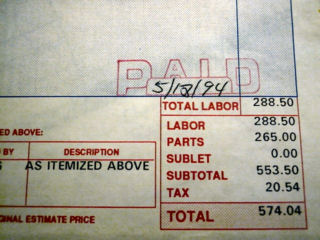 PAID
5/18/94
TOTAL LABOR 288.50
LABOR 288.50
PARTS 265.00
SUBLET 0.00
SUBTOTAL 553.50
TAX 20.54
TOTAL 574.04
ED ABOVE:
BY DESCRIPTION
S AS ITEMIZED ABOVE
GINAL ESTIMATE PRICE